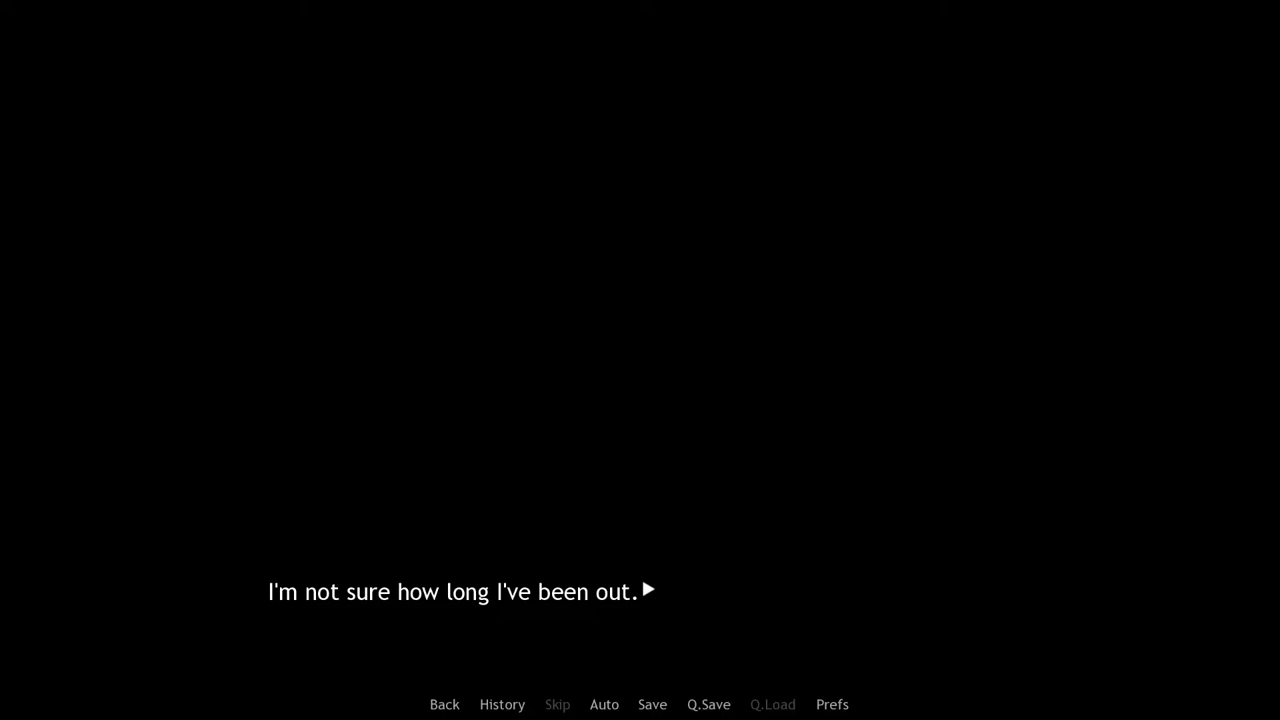 I'm not sure how long I've been out.
Back History Skip Auto Save Q.Save Q.Load Prefs